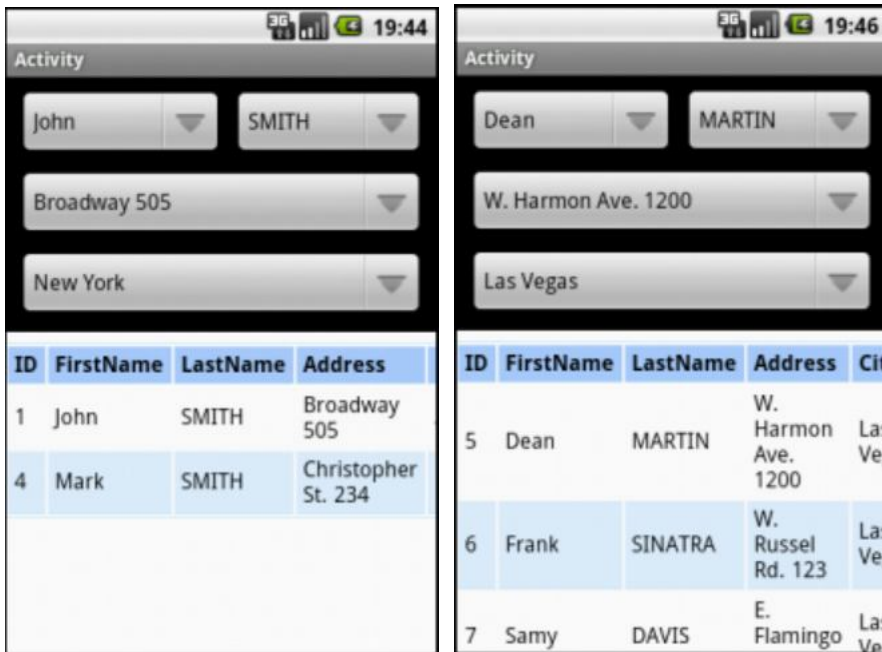 3G 19:44
Activity
John SMITH
Broadway 505
New York
ID FirstName LastName Address
1 John SMITH Broadway 505
4 Mark SMITH Christopher St. 234
3G 19:46
Activity
Dean MARTIN
W. Harmon Ave. 1200
Las Vegas
ID FirstName LastName Address
5 Dean MARTIN W. Harmon Ave. 1200
6 Frank SINATRA W. Russel Rd. 123
7 Samy DAVIS E. Flamingo